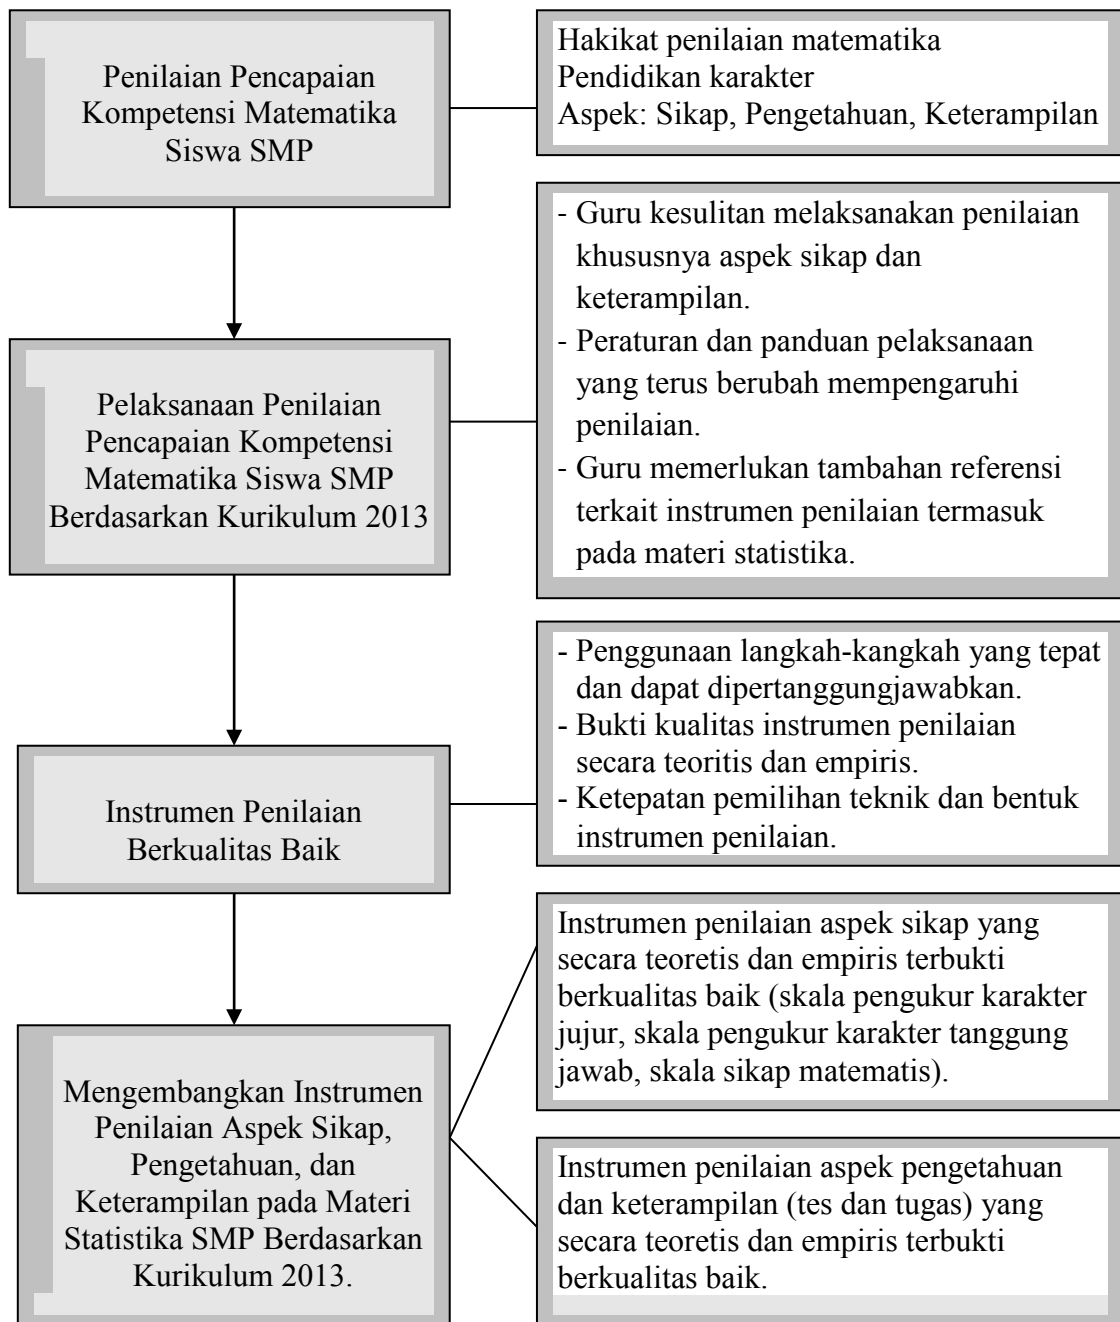 Penilaian Pencapaian
Kompetensi Matematika
Siswa SMP
Hakikat penilaian matematika
Pendidikan karakter
Aspek: Sikap, Pengetahuan, Keterampilan
Pelaksanaan Penilaian
Pencapaian Kompetensi
Matematika Siswa SMP
Berdasarkan Kurikulum 2013
- Guru kesulitan melaksanakan penilaian
khususnya aspek sikap dan
keterampilan.
- Peraturan dan panduan pelaksanaan
yang terus berubah mempengaruhi
penilaian.
- Guru memerlukan tambahan referensi
terkait instrumen penilaian termasuk
pada materi statistika.
Instrumen Penilaian
Berkualitas Baik
- Penggunaan langkah-kangkah yang tepat
dan dapat dipertanggungjawabkan.
- Bukti kualitas instrumen penilaian
secara teoritis dan empiris.
- Ketepatan pemilihan teknik dan bentuk
instrumen penilaian.
Mengembangkan Instrumen
Penilaian Aspek Sikap,
Pengetahuan, dan
Keterampilan pada Materi
Statistika SMP Berdasarkan
Kurikulum 2013.
Instrumen penilaian aspek sikap yang
secara teoretis dan empiris terbukti
berkualitas baik (skala pengukur karakter
jujur, skala pengukur karakter tanggung
jawab, skala sikap matematis).
Instrumen penilaian aspek pengetahuan
dan keterampilan (tes dan tugas) yang
secara teoretis dan empiris terbukti
berkualitas baik.